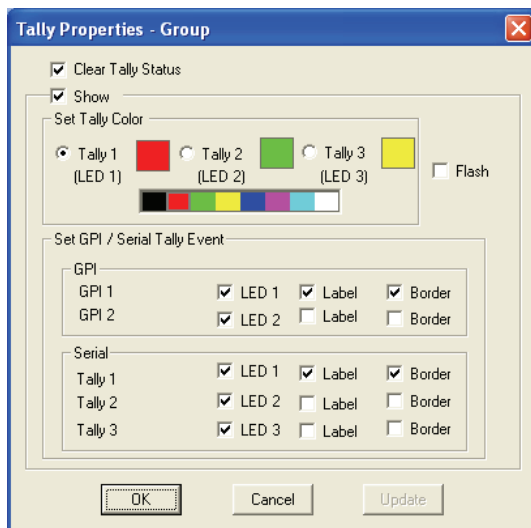 Tally Properties - Group
Clear Tally Status
Show
Set Tally Color
Tally 1
(LED 1)
Tally 2
(LED 2)
Tally 3
(LED 3)
Flash
Set GPI / Serial Tally Event
GPI
GPI 1 LED 1 Label Border
GPI 2 LED 2 Label Border
Serial
Tally 1 LED 1 Label Border
Tally 2 LED 2 Label Border
Tally 3 LED 3 Label Border
OK Cancel Update